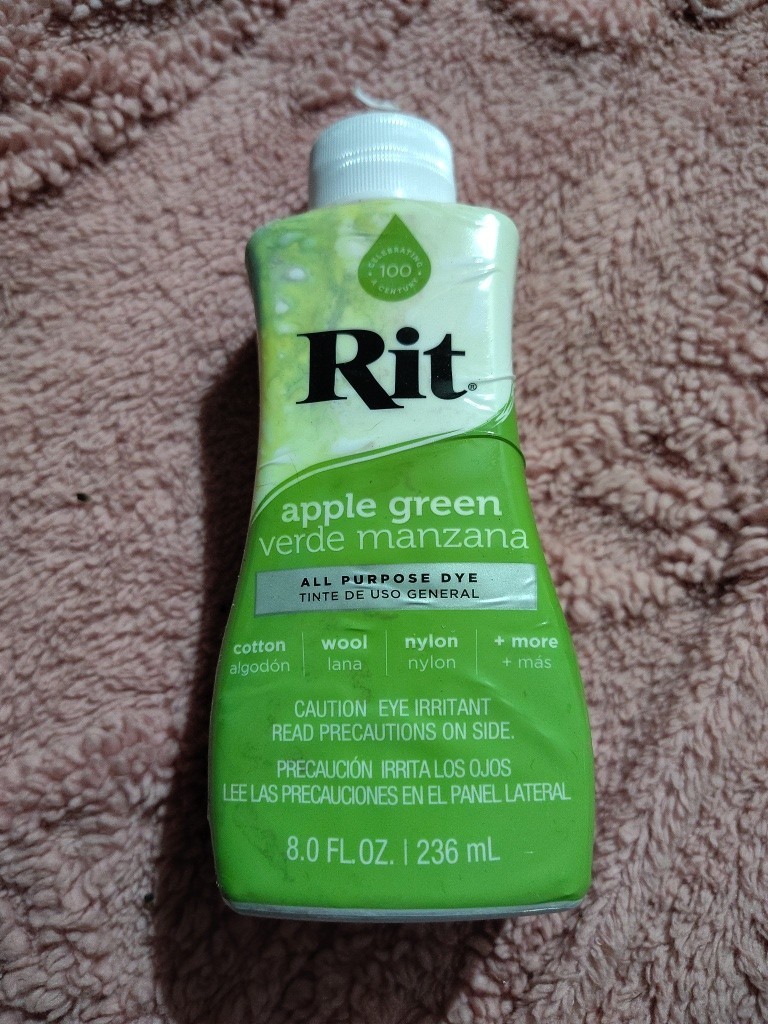 CELEBRATING
100
A CENTURY
Rit®
apple green
verde manzana
ALL PURPOSE DYE
TINTE DE USO GENERAL
cotton wool nylon + more
algodón lana nylon + más
CAUTION EYE IRRITANT
READ PRECAUTIONS ON SIDE.
PRECAUCIÓN IRRITA LOS OJOS
LEE LAS PRECAUCIONES EN EL PANEL LATERAL
8.0 FL.OZ. | 236 mL